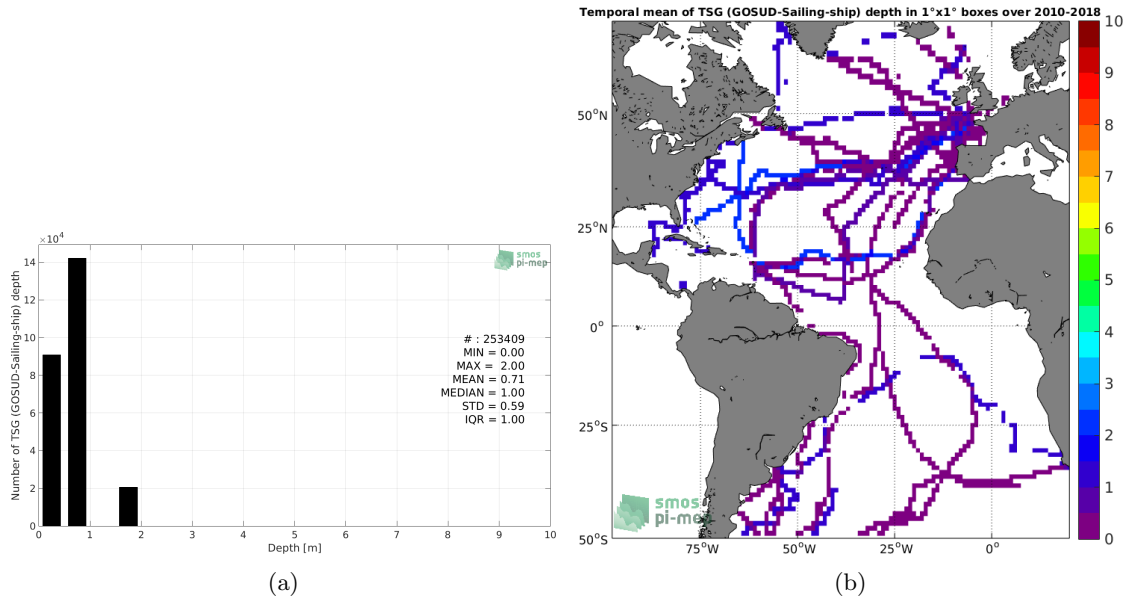 ×10⁴
14
12
10
8
6
4
2
0
Number of TSG (GOSUD-Sailing-ship) depth
smos
pi-mep
# : 253409
MIN = 0.00
MAX = 2.00
MEAN = 0.71
MEDIAN = 1.00
STD = 0.59
IQR = 1.00
0 1 2 3 4 5 6 7 8 9 10
Depth [m]
(a)
Temporal mean of TSG (GOSUD-Sailing-ship) depth in 1°x1° boxes over 2010-2018
50°N
25°N
0°
25°S
50°S
75°W 50°W 25°W 0°
smos
pi-mep
10
9
8
7
6
5
4
3
2
1
0
(b)